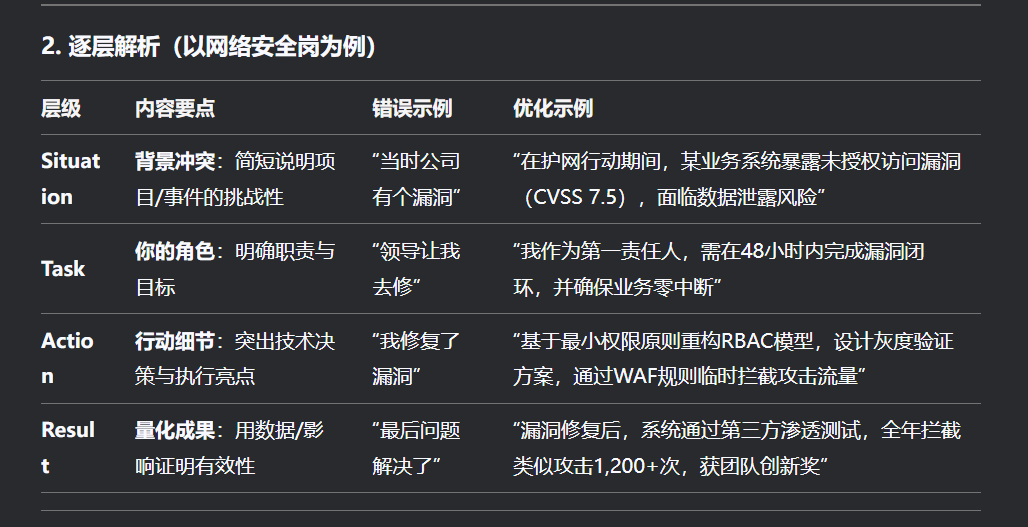 2. 逐层解析（以网络安全岗为例）
层级 内容要点 错误示例 优化示例
Situat
ion
背景冲突：简短说明项
目/事件的挑战性
“当时公司
有个漏洞”
“在护网行动期间，某业务系统暴露未授权访问漏洞
（CVSS 7.5），面临数据泄露风险”
Task
你的角色：明确职责与
目标
“领导让我
去修”
“我作为第一责任人，需在48小时内完成漏洞闭
环，并确保业务零中断”
Actio
n
行动细节：突出技术决
策与执行亮点
“我修复了
漏洞”
“基于最小权限原则重构RBAC模型，设计灰度验证
方案，通过WAF规则临时拦截攻击流量”
Resul
t
量化成果：用数据/影
响证明有效性
“最后问题
解决了”
“漏洞修复后，系统通过第三方渗透测试，全年拦截
类似攻击1,200+次，获团队创新奖”